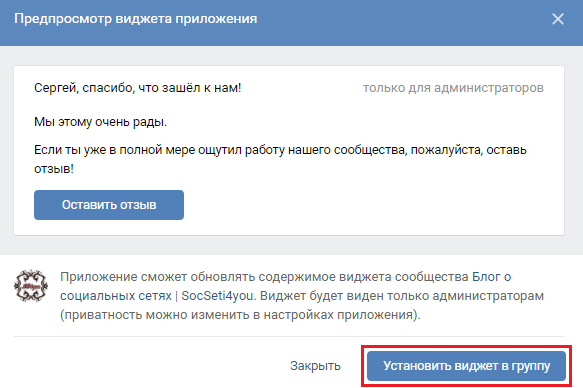 Предпросмотр виджета приложения
Сергей, спасибо, что зашёл к нам!
только для администраторов
Мы этому очень рады.
Если ты уже в полной мере ощутил работу нашего сообщества, пожалуйста, оставь
отзыв!
Оставить отзыв
Приложение сможет обновлять содержимое виджета сообщества Блог о
социальных сетях | SocSeti4you. Виджет будет виден только администраторам
(приватность можно изменить в настройках приложения).
Закрыть
Установить виджет в группу